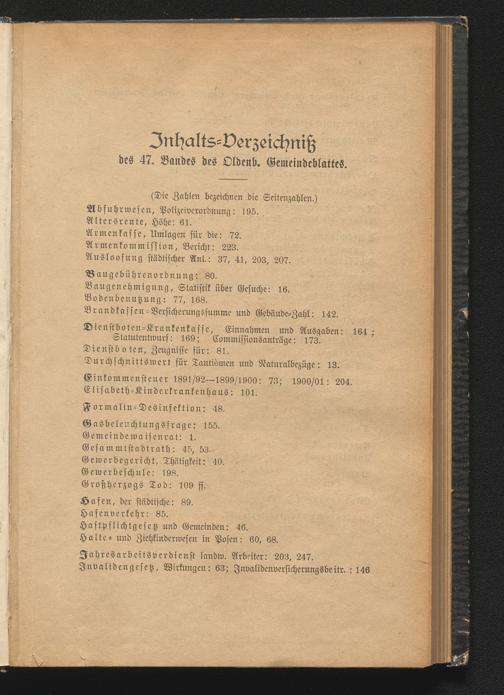 Inhalts-Verzeichniß
des 47. Bandes des Oldenb. Gemeindeblattes.
(Die Zahlen bezeichnen die Seitenzahlen.)
Abfuhrwesen, Polizeiverordnung: 195.
Altersrente, Höhe: 61.
Armenkasse, Umlagen für die: 72.
Armenkommission, Bericht: 223.
Ausloosung städtischer Anl.: 37, 41, 203, 207.
Baugebührenordnung: 80.
Baugenehmigung, Statistik über Gesuche: 16.
Bodenbenutzung: 77, 168.
Brandkassen-Versicherungssumme und Gebäude-Zahl: 142.
Dienstboten-Krankenkasse, Einnahmen und Ausgaben: 164;
Statutentwurf: 169; Commissionsanträge: 173.
Dienstboten, Zeugnisse für: 81.
Durchschnittswert für Tantiömen und Naturalbezüge: 13.
Einkommensteuer 1891/92—1899/1900: 73; 1900/01: 204.
Elisabeth-Kinderkrankenhaus: 101.
Formalin-Desinfektion: 48.
Gasbeleuchtungsfrage: 155.
Gemeindewaisenrat: 1.
Gesammtstadtrath: 45, 53.
Gewerbegericht, Thätigkeit: 40.
Gewerbeschule: 198.
Großherzogs Tod: 109 ff.
Hafen, der städtische: 89.
Hafenverkehr: 85.
Haftpflichtgesetz und Gemeinden: 46.
Halte- und Ziehkinderwesen in Posen: 60, 68.
Jahresarbeitsverdienst landw. Arbeiter: 203, 247.
Invalidengesetz, Wirkungen: 63; Invalidenversicherungsbeitr.: 146